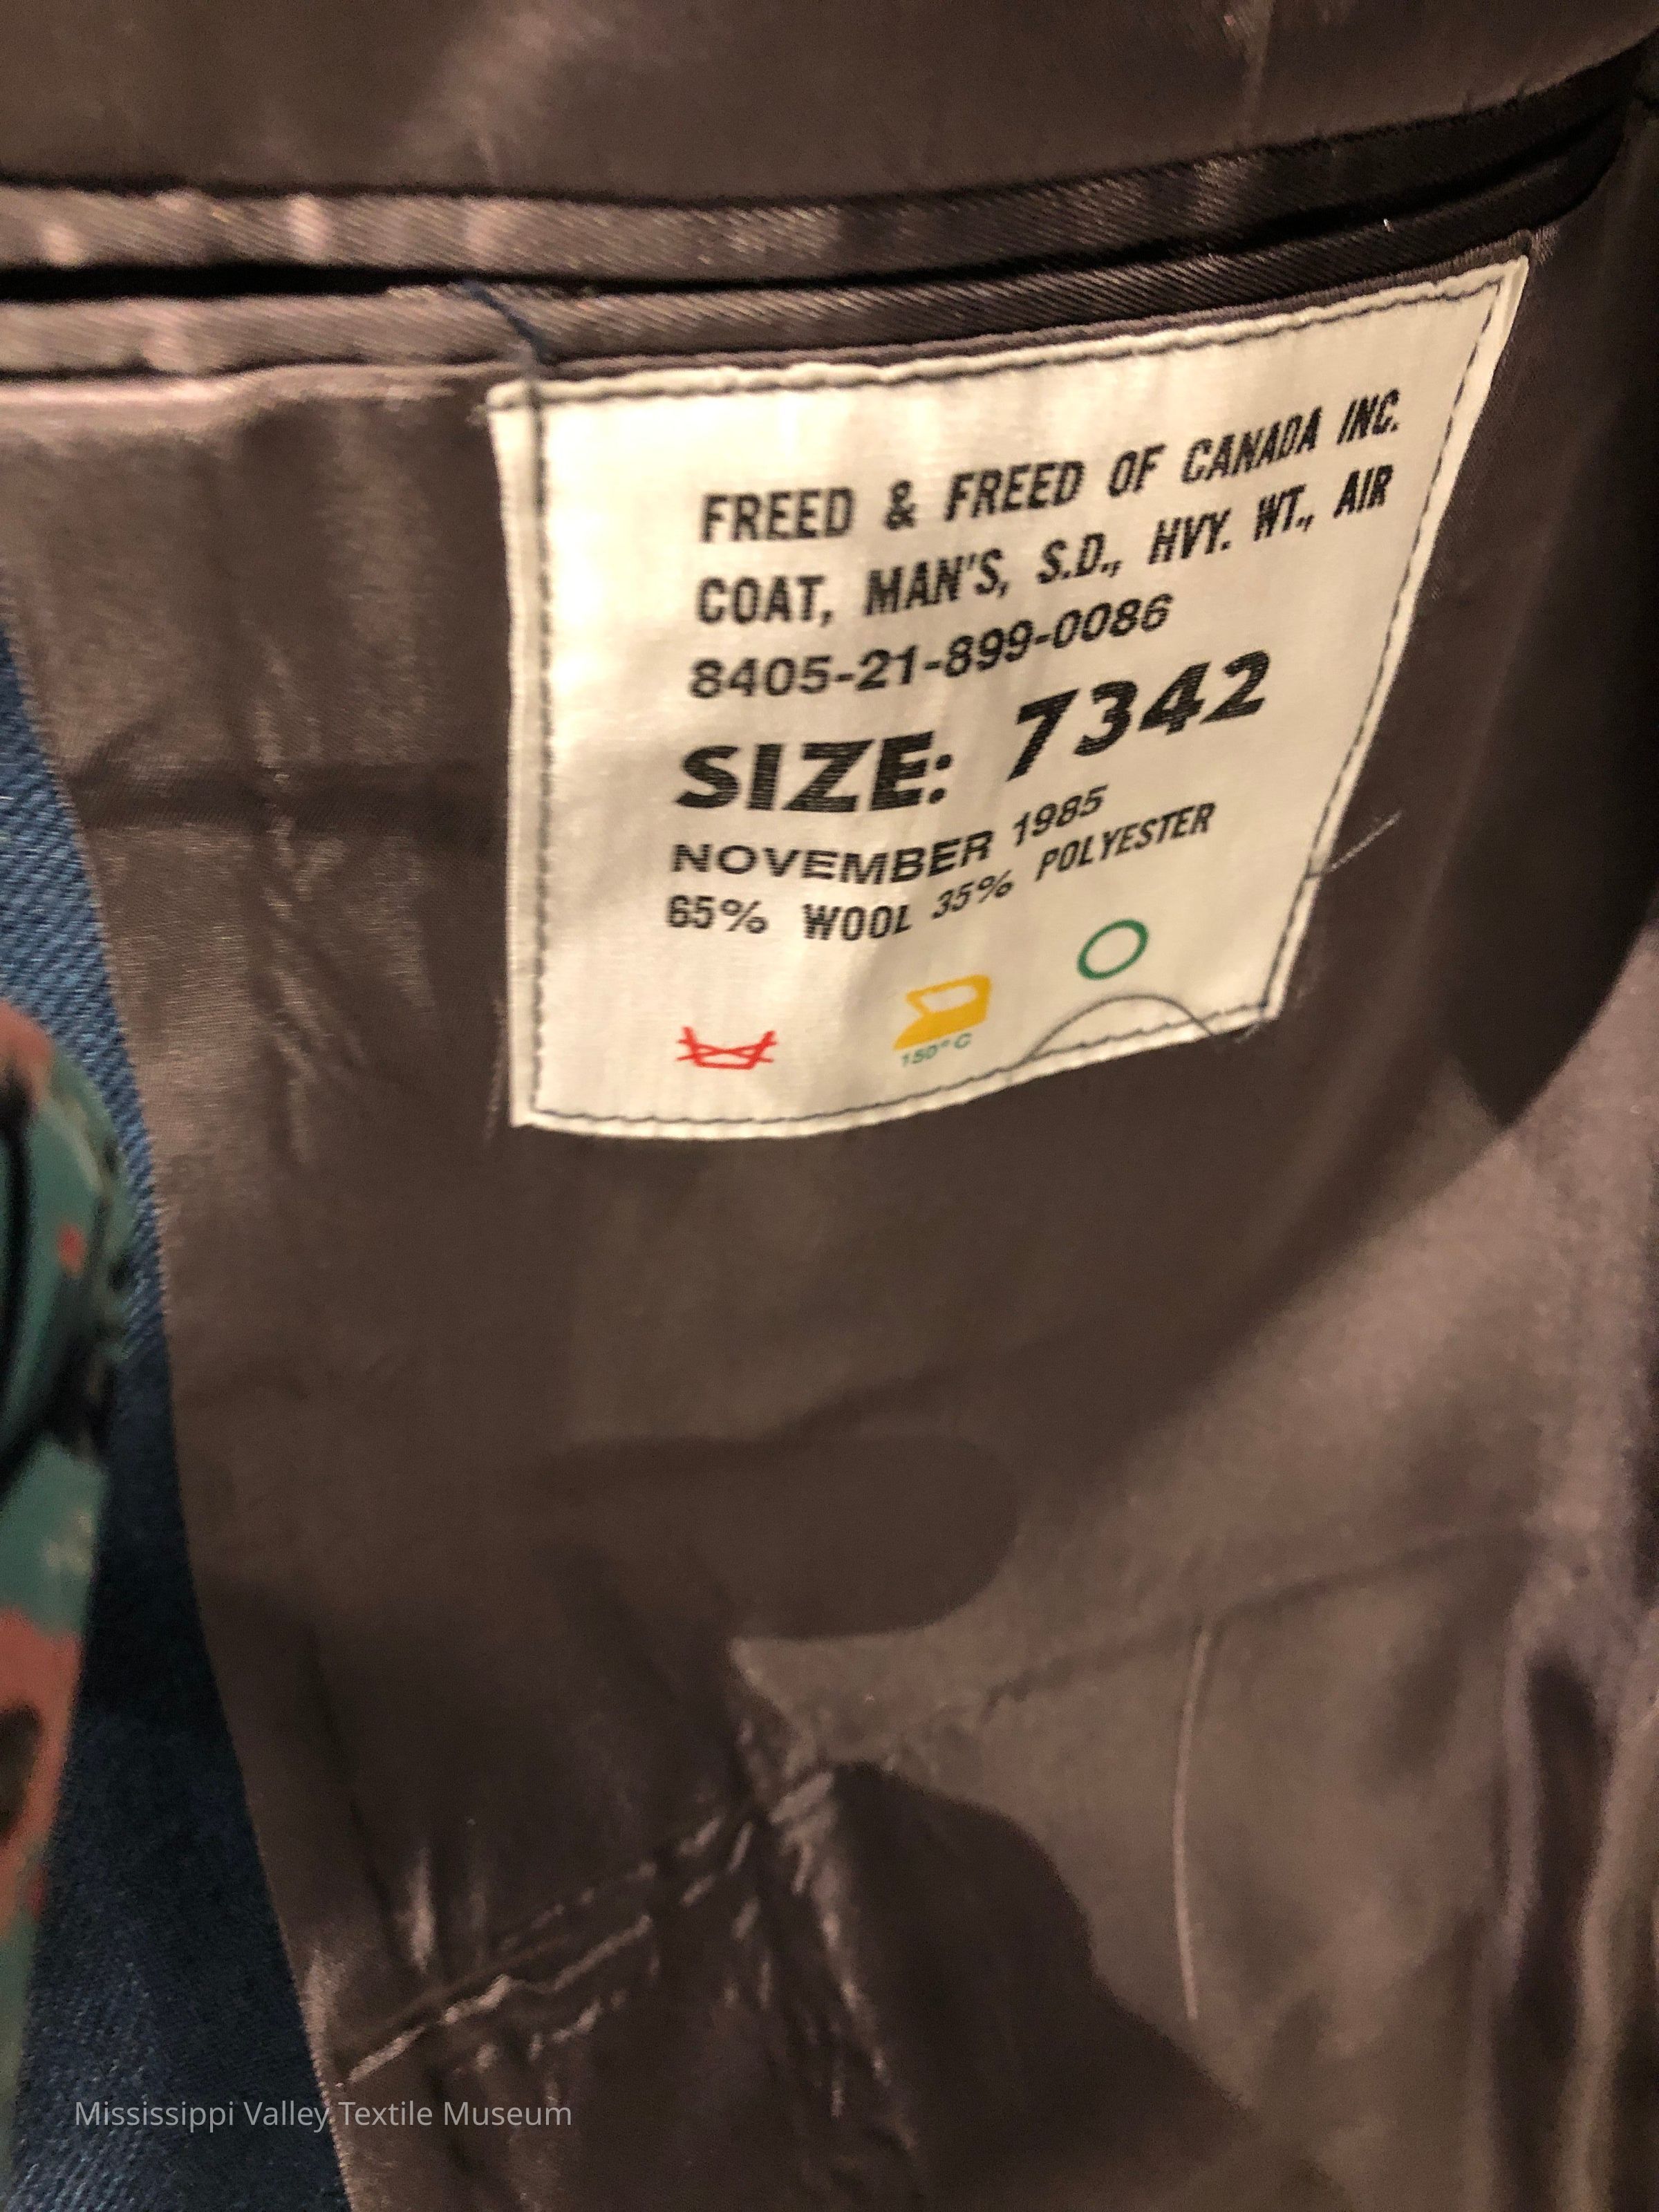 FREED & FREED OF CANADA INC.
COAT, MAN'S, S.D., HVY. WT., AIR
8405-21-899-0086
SIZE: 7342
NOVEMBER 1985
65% WOOL 35% POLYESTER
150°C
Mississippi Valley Textile Museum